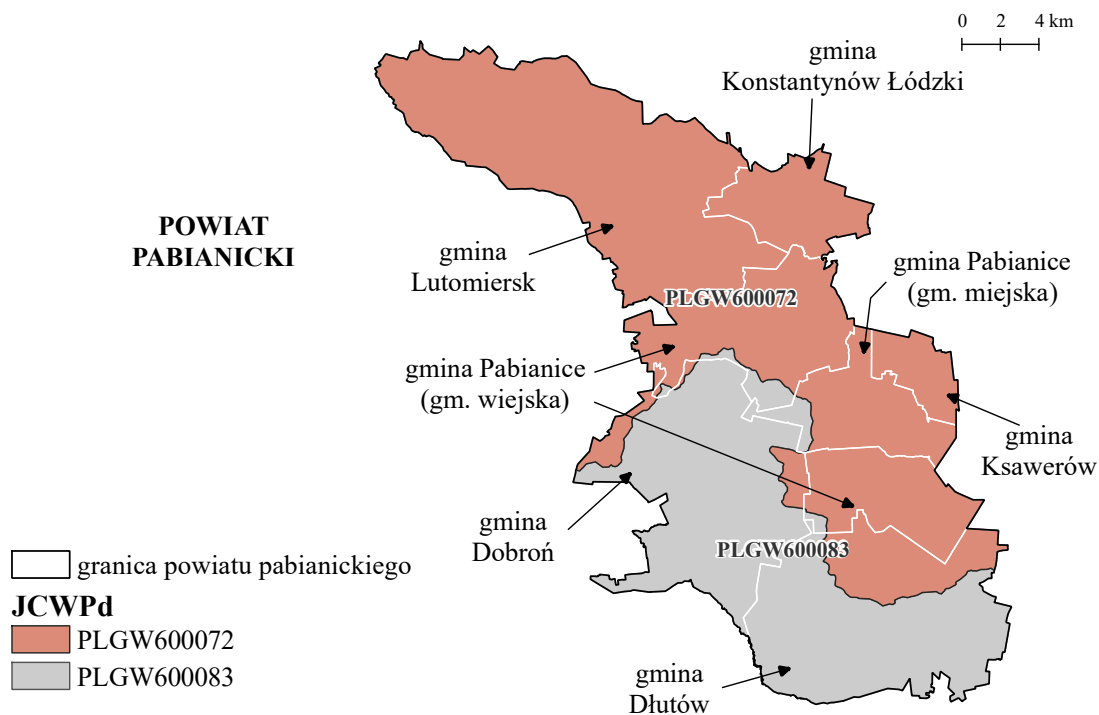 0 2 4 km
gmina
Konstantynów Łódzki
POWIAT
PABIANICKI
gmina
Lutomiersk
gmina Pabianice
(gm. miejska)
PLGW600072
gmina Pabianice
(gm. wiejska)
gmina
Ksawerów
gmina
Dobroń
PLGW600083
granica powiatu pabianickiego
JCWPd
PLGW600072
PLGW600083
gmina
Dłutów